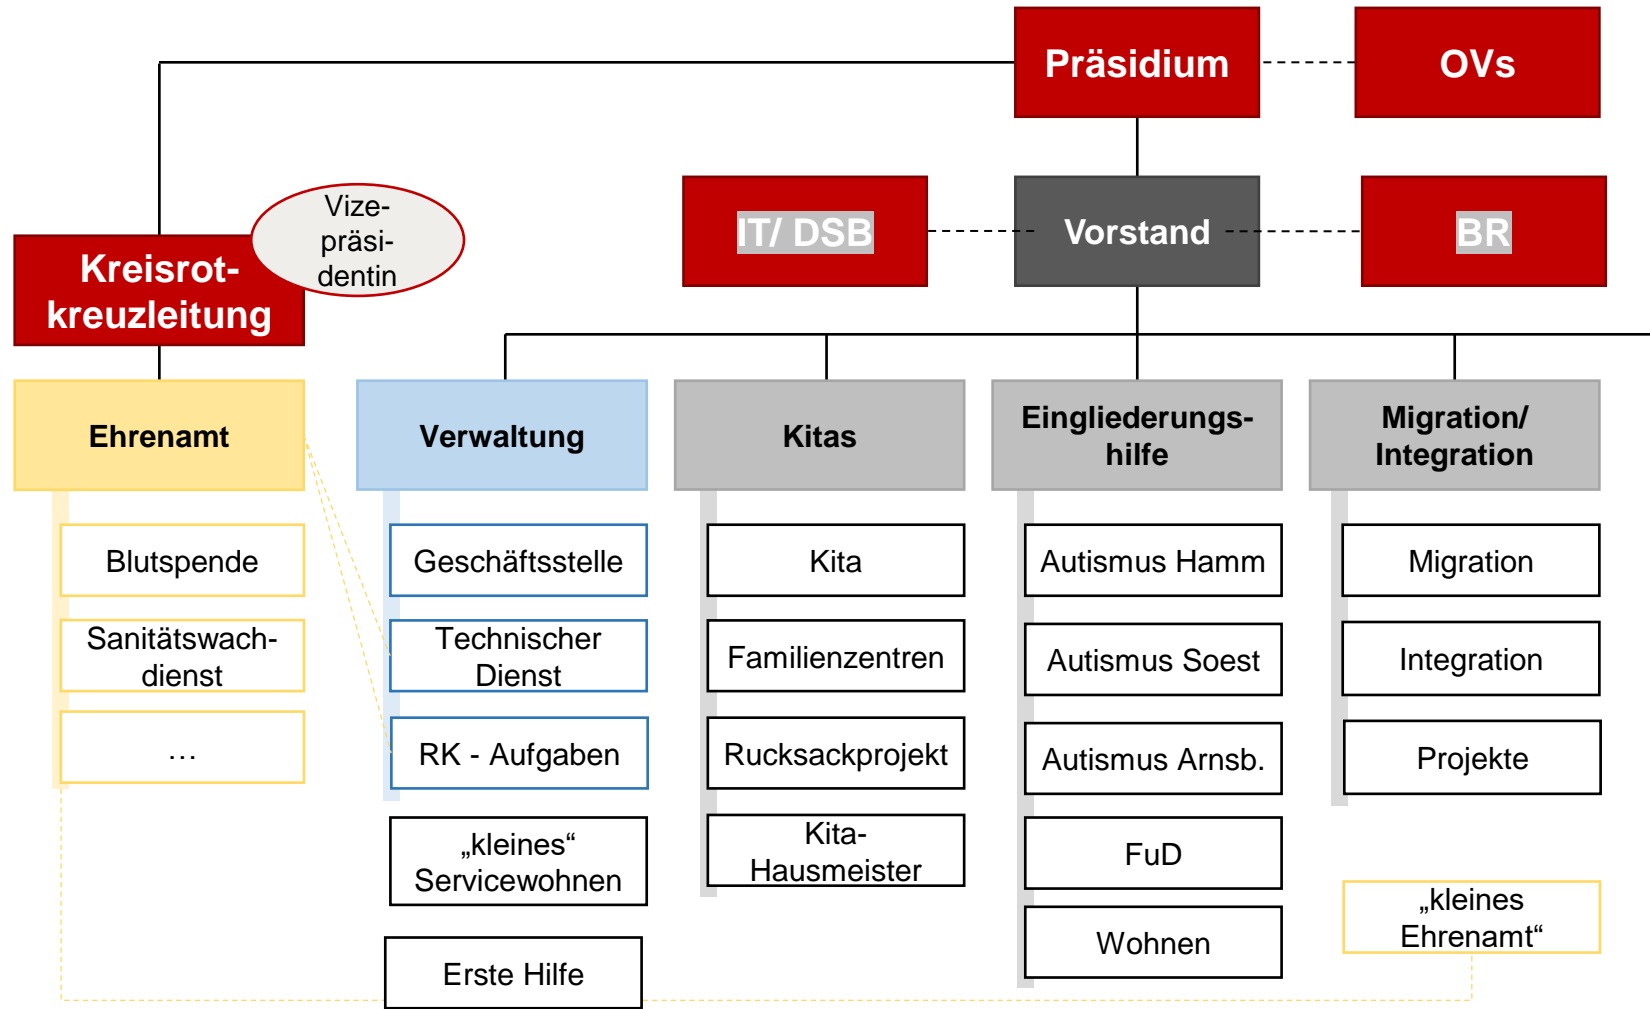 Präsidium
OVs
Vize-
präsi-
dentin
IT/ DSB
Vorstand
BR
Kreisrot-
kreuzleitung
Ehrenamt
Verwaltung
Kitas
Eingliederungs-
hilfe
Migration/
Integration
Blutspende
Geschäftsstelle
Kita
Autismus Hamm
Migration
Sanitätswach-
dienst
Technischer
Dienst
Familienzentren
Autismus Soest
Integration
…
RK - Aufgaben
Rucksackprojekt
Autismus Arnsb.
Projekte
„kleines“
Servicewohnen
Kita-
Hausmeister
FuD
„kleines
Ehrenamt“
Wohnen
Erste Hilfe